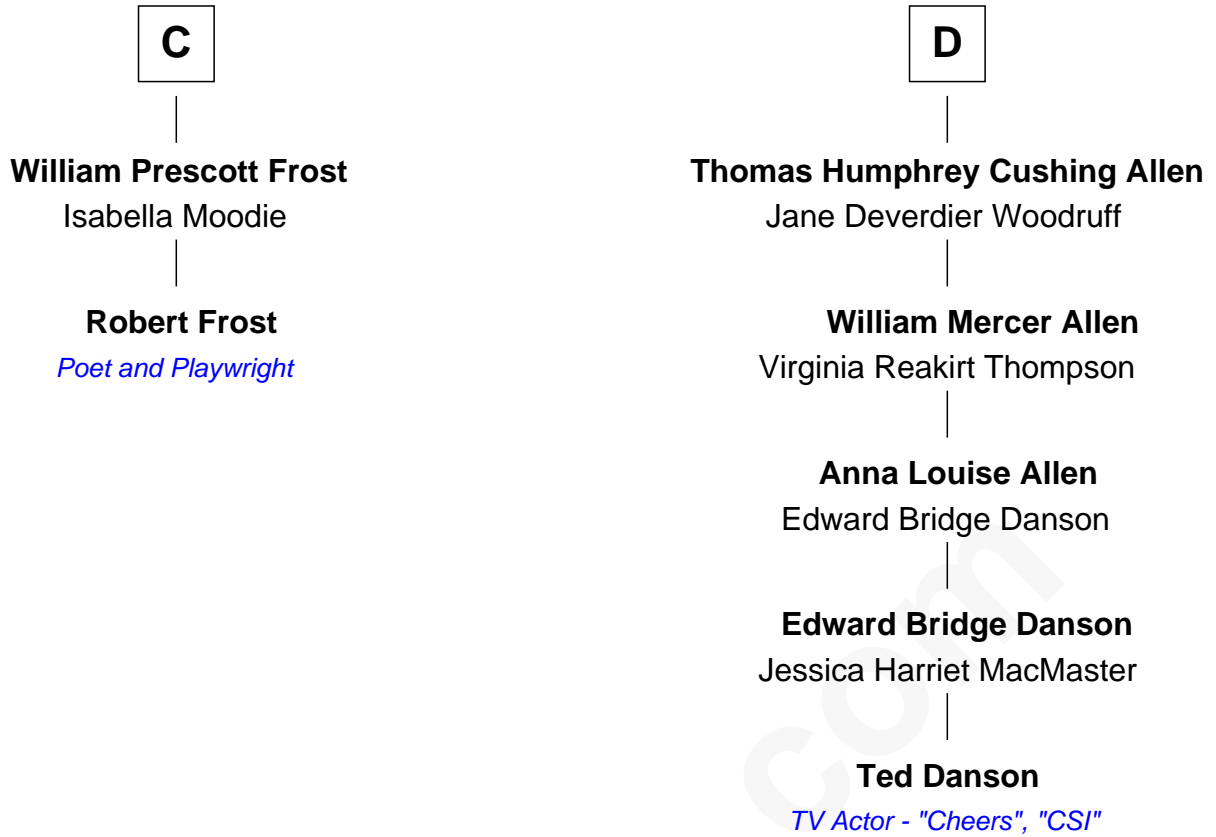 C
William Prescott Frost
Isabella Moodie
Robert Frost
Poet and Playwright
D
Thomas Humphrey Cushing Allen
Jane Deverdier Woodruff
William Mercer Allen
Virginia Reakirt Thompson
Anna Louise Allen
Edward Bridge Danson
Edward Bridge Danson
Jessica Harriet MacMaster
Ted Danson
TV Actor - "Cheers", "CSI"
com